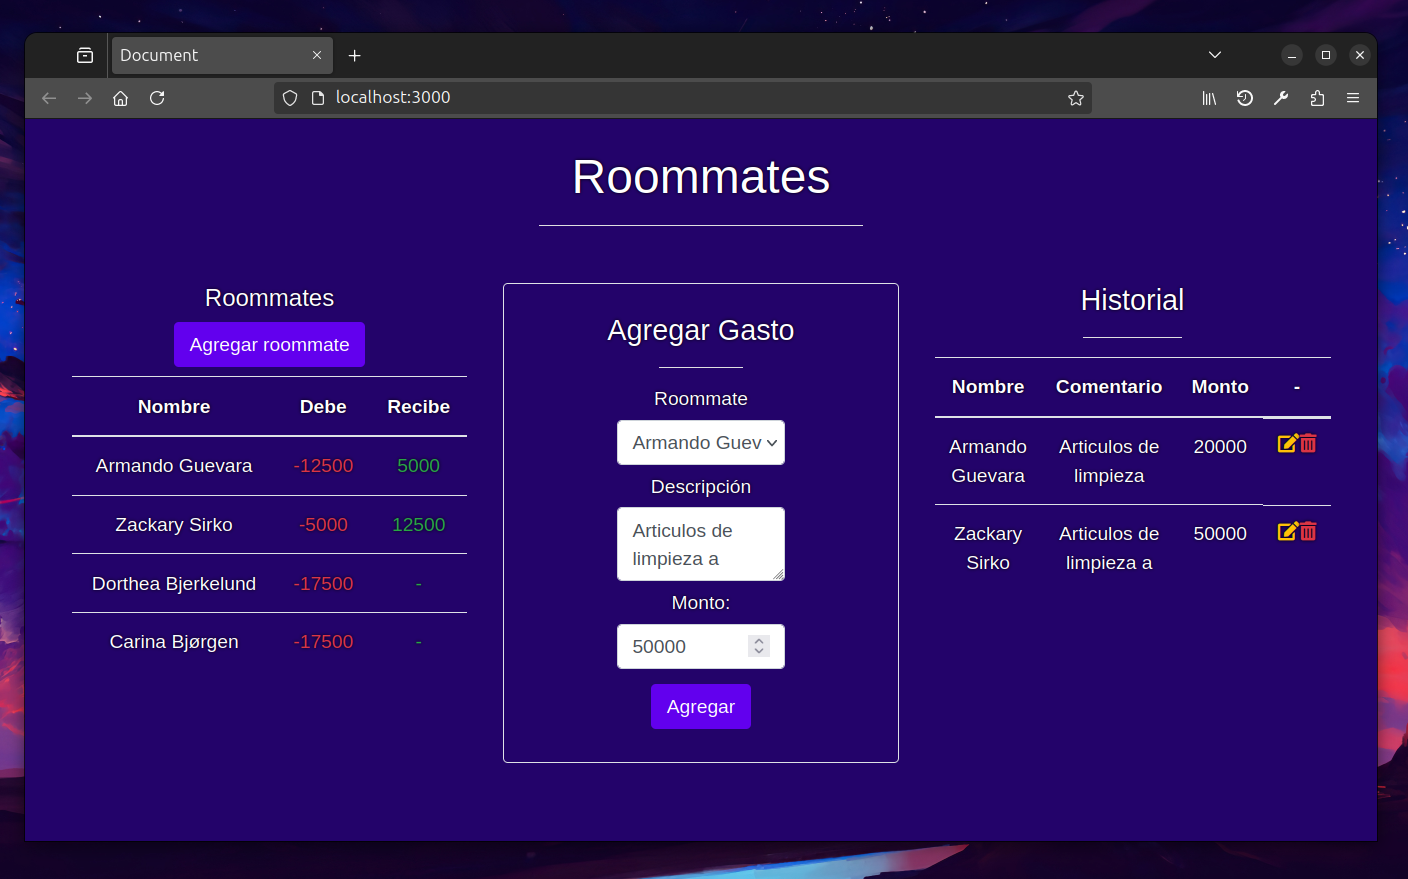 Document
localhost:3000
Roommates
Roommates
Agregar roommate
Nombre Debe Recibe
Armando Guevara -12500 5000
Zackary Sirko -5000 12500
Dorthea Bjerkelund -17500 -
Carina Bjørgen -17500 -
Agregar Gasto
Roommate
Armando Guev
Descripción
Articulos de
limpieza a
Monto:
50000
Agregar
Historial
Nombre Comentario Monto -
Armando Articulos de 20000
Guevara limpieza
Zackary Articulos de 50000
Sirko limpieza a